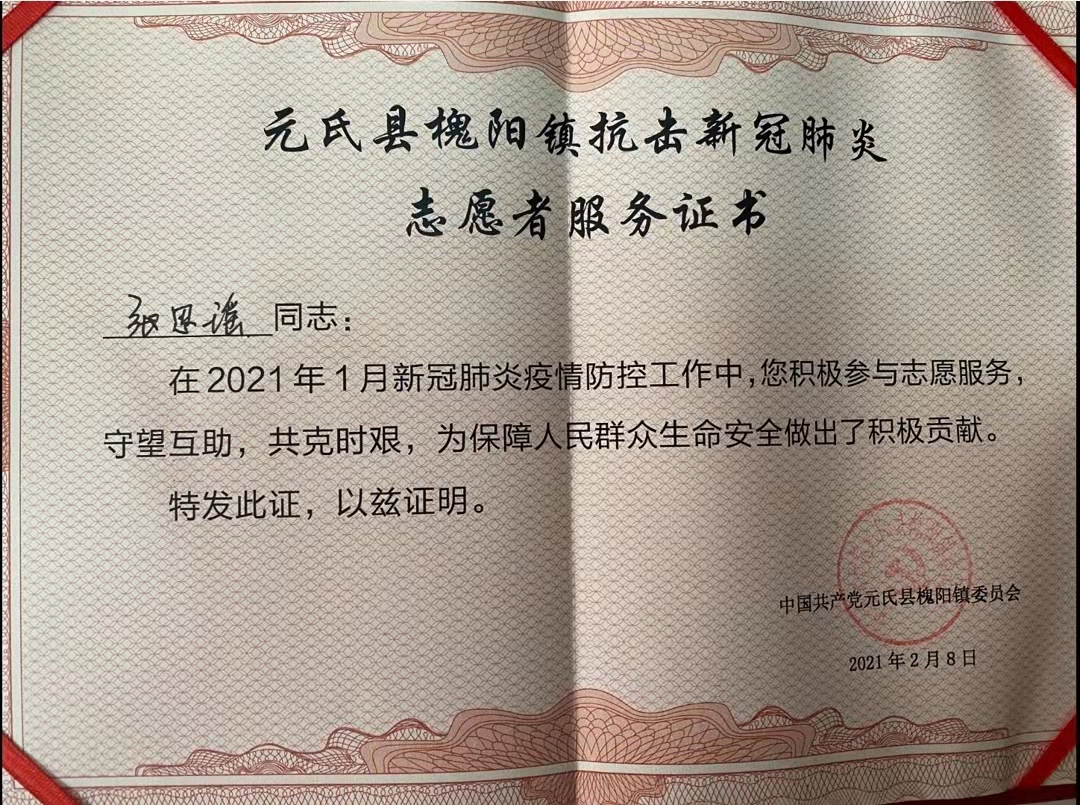 元氏县槐阳镇抗击新冠肺炎
志愿者服务证书
张思瑶 同志：
在2021年1月新冠肺炎疫情防控工作中，您积极参与志愿服务，
守望互助，共克时艰，为保障人民群众生命安全做出了积极贡献。
特发此证，以兹证明。
中国共产党元氏县槐阳镇委员会
2021年2月8日